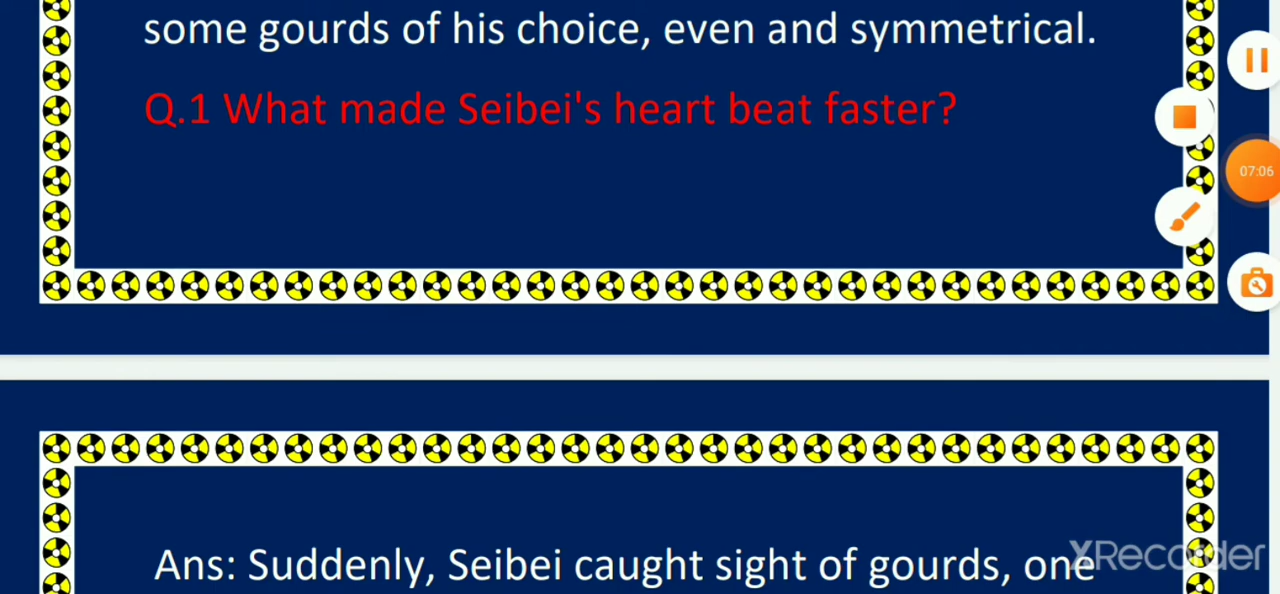 some gourds of his choice, even and symmetrical.
Q.1 What made Seibei's heart beat faster?
07:06
Ans: Suddenly, Seibei caught sight of gourds, one
XRecorder